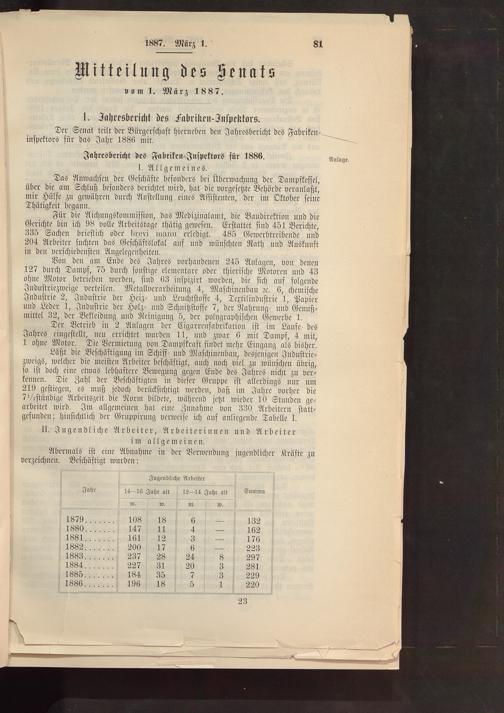 1887. März 1. 81
Mitteilung des Senats
vom 1. März 1887.
I. Jahresbericht des Fabriken-Inspektors.
Der Senat teilt der Bürgerschaft hierneben den Jahresbericht des Fabriken-
inspektors für das Jahr 1886 mit.
Anlage.
Jahresbericht des Fabriken-Inspektors für 1886.
I. Allgemeines.
Das Anwachsen der Geschäfte besonders bei Überwachung der Dampfkessel,
über die am Schluß besonders berichtet wird, hat die vorgesetzte Behörde veranlaßt,
mir Hülfe zu gewähren durch Anstellung eines Assistenten, der im Oktober seine
Thätigkeit begann.
Für die Aichungskommission, das Medizinalamt, die Baudirektion und die
Gerichte bin ich 98 volle Arbeitstage thätig gewesen. Erstattet sind 451 Berichte,
335 Sachen brieflich oder brevi manu erledigt. 485 Gewerbtreibende und
204 Arbeiter suchten das Geschäftslokal auf und wünschten Rath und Auskunft
in den verschiedensten Angelegenheiten.
Von den am Ende des Jahres vorhandenen 245 Anlagen, von denen
127 durch Dampf, 75 durch sonstige elementare oder thierische Motoren und 43
ohne Motor betrieben werden, sind 63 inspizirt worden, die sich auf folgende
Industriezweige verteilen. Metallverarbeitung 4, Maschinenbau ꝛc. 6, chemische
Industrie 2, Industrie der Heiz- und Leuchtstoffe 4, Textilindustrie 1, Papier
und Leder 1, Industrie der Holz- und Schnitzstoffe 7, der Nahrung- und Genuß-
mittel 32, der Bekleidung und Reinigung 5, der polygraphischen Gewerbe 1.
Der Betrieb in 2 Anlagen der Cigarrenfabrikation ist im Laufe des
Jahres eingestellt, neu errichtet wurden 11, und zwar 6 mit Dampf, 4 mit,
1 ohne Motor. Die Vermietung von Dampfkraft findet mehr Eingang als bisher.
Läßt die Beschäftigung im Schiff- und Maschinenbau, desjenigen Industrie-
zweigs, welcher die meisten Arbeiter beschäftigt, auch noch viel zu wünschen übrig,
so ist doch eine etwas lebhaftere Bewegung gegen Ende des Jahres nicht zu ver-
kennen. Die Zahl der Beschäftigten in dieser Gruppe ist allerdings nur um
219 gestiegen, es muß jedoch berücksichtigt werden, daß im Jahre vorher die
7½stündige Arbeitszeit die Norm bildete, während jetzt wieder 10 Stunden ge-
arbeitet wird. Im allgemeinen hat eine Zunahme von 330 Arbeitern statt-
gefunden; hinsichtlich der Gruppirung verweise ich auf anliegende Tabelle I.
II. Jugendliche Arbeiter, Arbeiterinnen und Arbeiter
im allgemeinen.
Abermals ist eine Abnahme in der Verwendung jugendlicher Kräfte zu
verzeichnen. Beschäftigt wurden:
Jahr Jugendliche Arbeiter Summa
14—16 Jahr alt 12—14 Jahr alt
m. w. m. w.
1879....... 108 18 6 — 132
1880....... 147 11 4 — 162
1881....... 161 12 3 — 176
1882....... 200 17 6 — 223
1883....... 237 28 24 8 297
1884....... 227 31 20 3 281
1885....... 184 35 7 3 229
1886....... 196 18 5 1 220
23